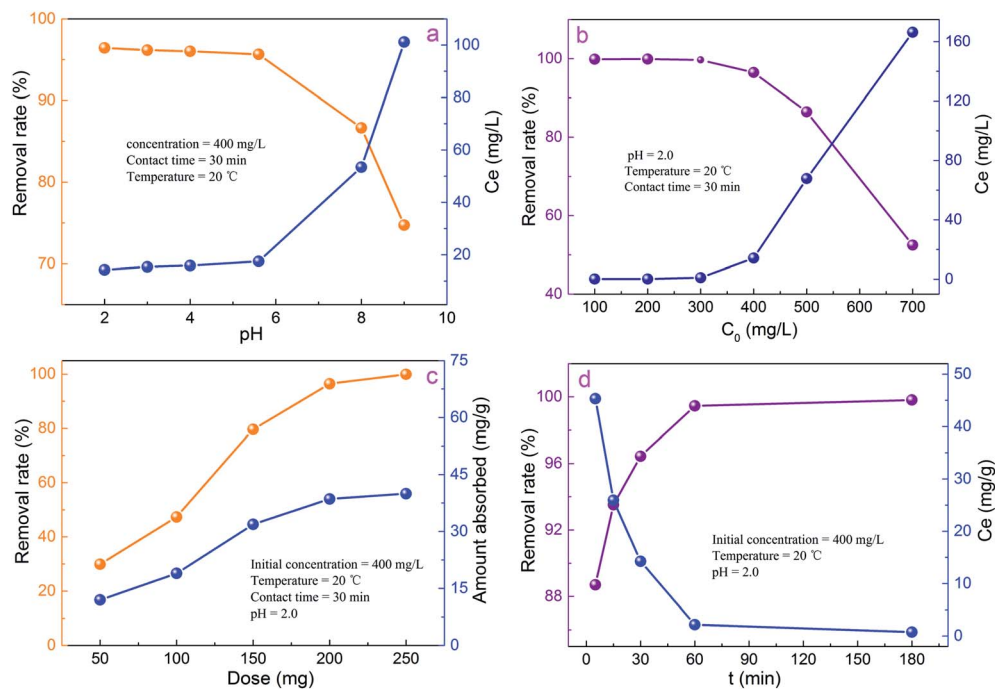 a
100
90
80
70
Removal rate (%)
100
80
60
40
20
0
Ce (mg/L)
concentration = 400 mg/L
Contact time = 30 min
Temperature = 20 ℃
2
4
6
8
10
pH
b
100
80
60
40
Removal rate (%)
160
120
80
40
0
Ce (mg/L)
pH = 2.0
Temperature = 20 ℃
Contact time = 30 min
100
200
300
400
500
600
700
C0 (mg/L)
c
100
80
60
40
20
0
Removal rate (%)
75
60
45
30
15
0
Amount absorbed (mg/g)
Initial concentration = 400 mg/L
Temperature = 20 ℃
Contact time = 30 min
pH = 2.0
50
100
150
200
250
Dose (mg)
d
100
96
92
88
Removal rate (%)
50
40
30
20
10
0
Ce (mg/g)
Initial concentration = 400 mg/L
Temperature = 20 ℃
pH = 2.0
0
30
60
90
120
150
180
t (min)